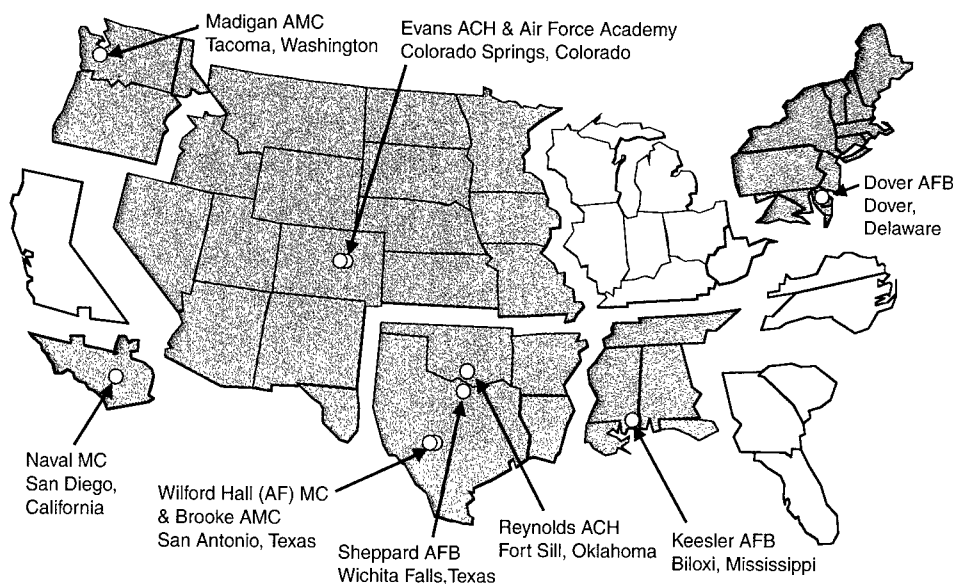 Madigan AMC
Tacoma, Washington
Evans ACH & Air Force Academy
Colorado Springs, Colorado
Dover AFB
Dover,
Delaware
Naval MC
San Diego,
California
Wilford Hall (AF) MC
& Brooke AMC
San Antonio, Texas
Sheppard AFB
Wichita Falls, Texas
Reynolds ACH
Fort Sill, Oklahoma
Keesler AFB
Biloxi, Mississippi